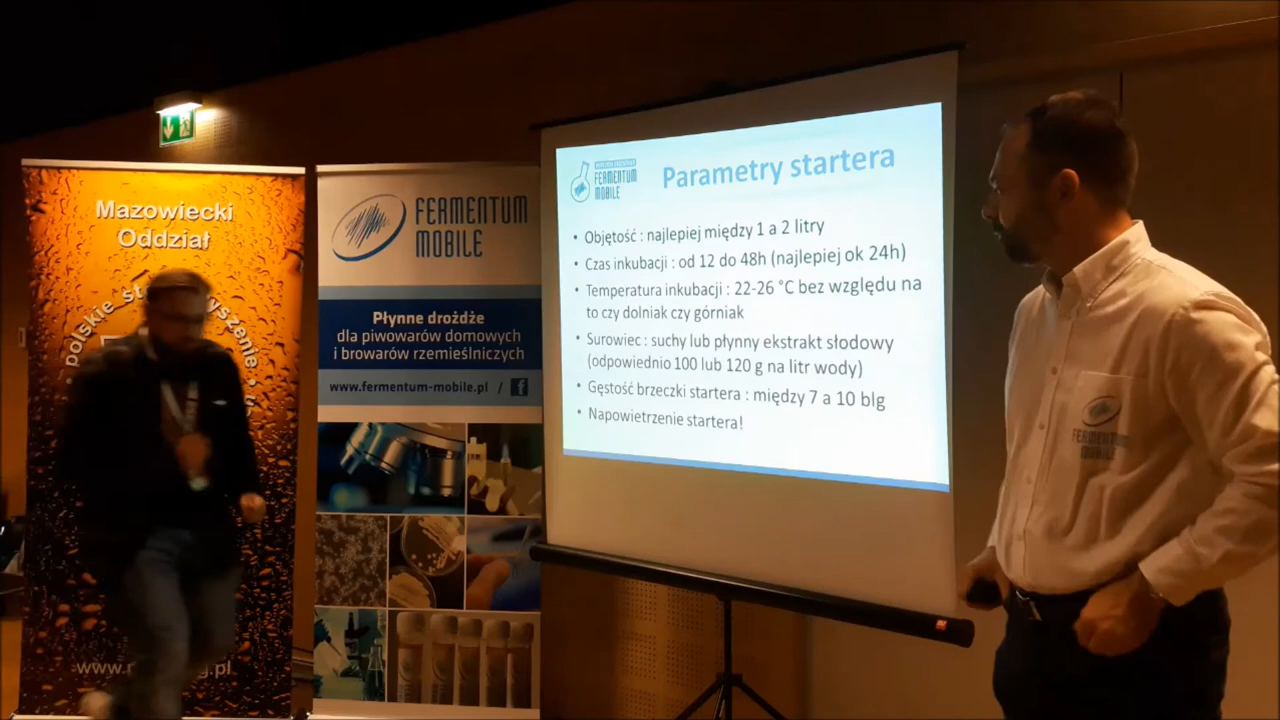 Mazowiecki
Oddział
polskie
www.
.pl
FERMENTUM
MOBILE
Płynne drożdże
dla piwowarów domowych
i browarów rzemieślniczych
www.fermentum-mobile.pl / f
FERMENTUM
MOBILE
Parametry startera
• Objętość : najlepiej między 1 a 2 litry
• Czas inkubacji : od 12 do 48h (najlepiej ok 24h)
• Temperatura inkubacji : 22-26 °C bez względu na
to czy dolniak czy górniak
• Surowiec : suchy lub płynny ekstrakt słodowy
(odpowiednio 100 lub 120 g na litr wody)
• Gęstość brzeczki startera : między 7 a 10 blg
• Napowietrzenie startera!
FERMENTUM
MOBILE